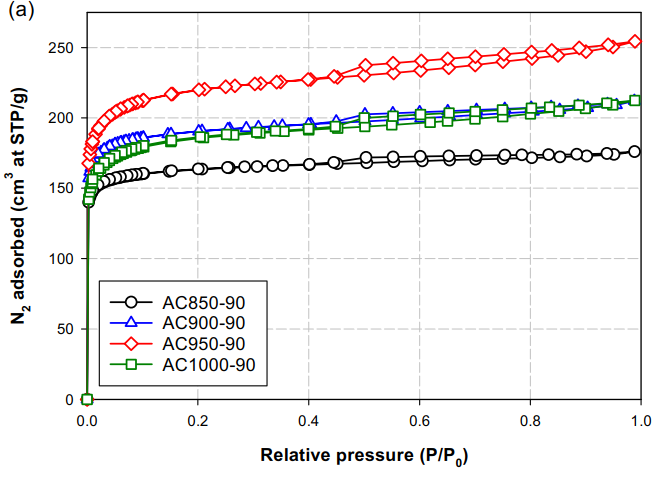 (a)
N2 adsorbed (cm3 at STP/g)
250
200
150
100
50
0
AC850-90
AC900-90
AC950-90
AC1000-90
0.0 0.2 0.4 0.6 0.8 1.0
Relative pressure (P/P0)